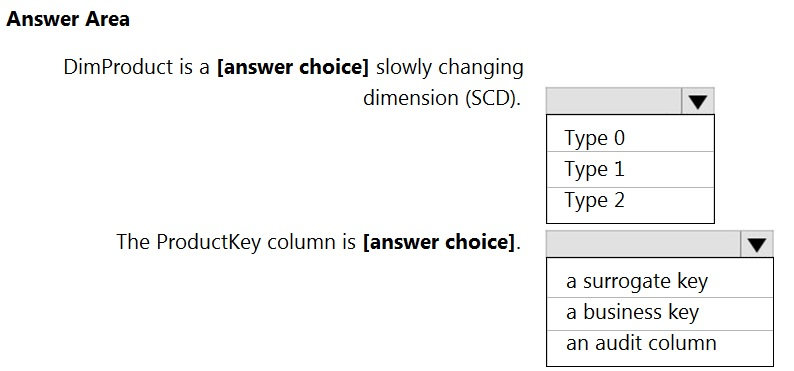 Answer Area
DimProduct is a [answer choice] slowly changing
dimension (SCD).
Type 0
Type 1
Type 2
The ProductKey column is [answer choice].
a surrogate key
a business key
an audit column